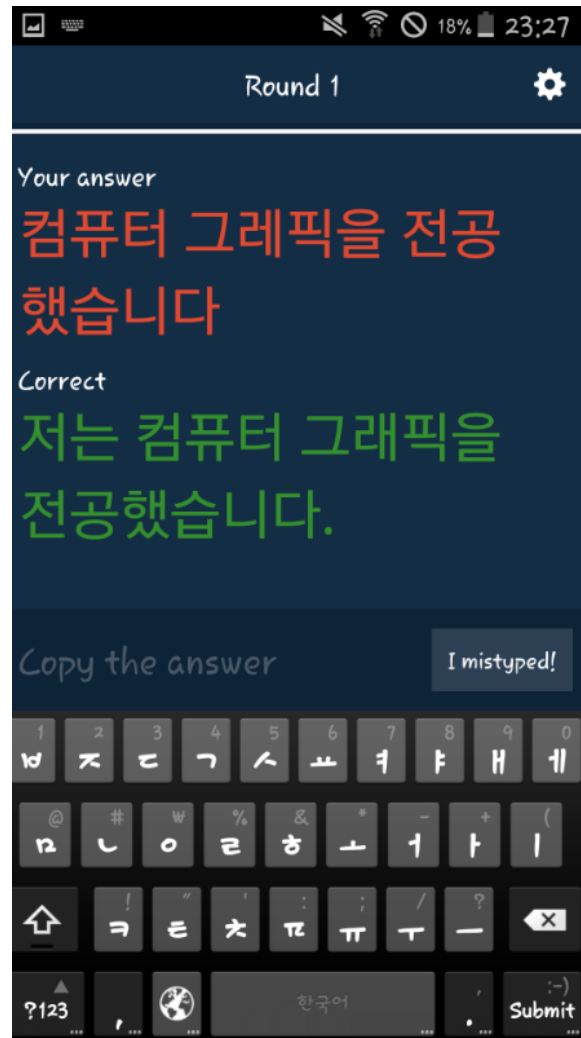 18% 23:27
Round 1
Your answer
컴퓨터 그레픽을 전공
했습니다
Correct
저는 컴퓨터 그래픽을
전공했습니다.
Copy the answer I mistyped!
1 2 3 4 5 6 7 8 9 0
ㅂ ㅈ ㄷ ㄱ ㅅ ㅛ ㅕ ㅑ ㅐ ㅔ
@ # ₩ % & * - + (
ㅁ ㄴ ㅇ ㄹ ㅎ ㅗ ㅓ ㅏ ㅣ
! " ' : ; / ?
ㅋ ㅌ ㅊ ㅍ ㅠ ㅜ ㅡ
?123 , 한국어 ' . :-) Submit